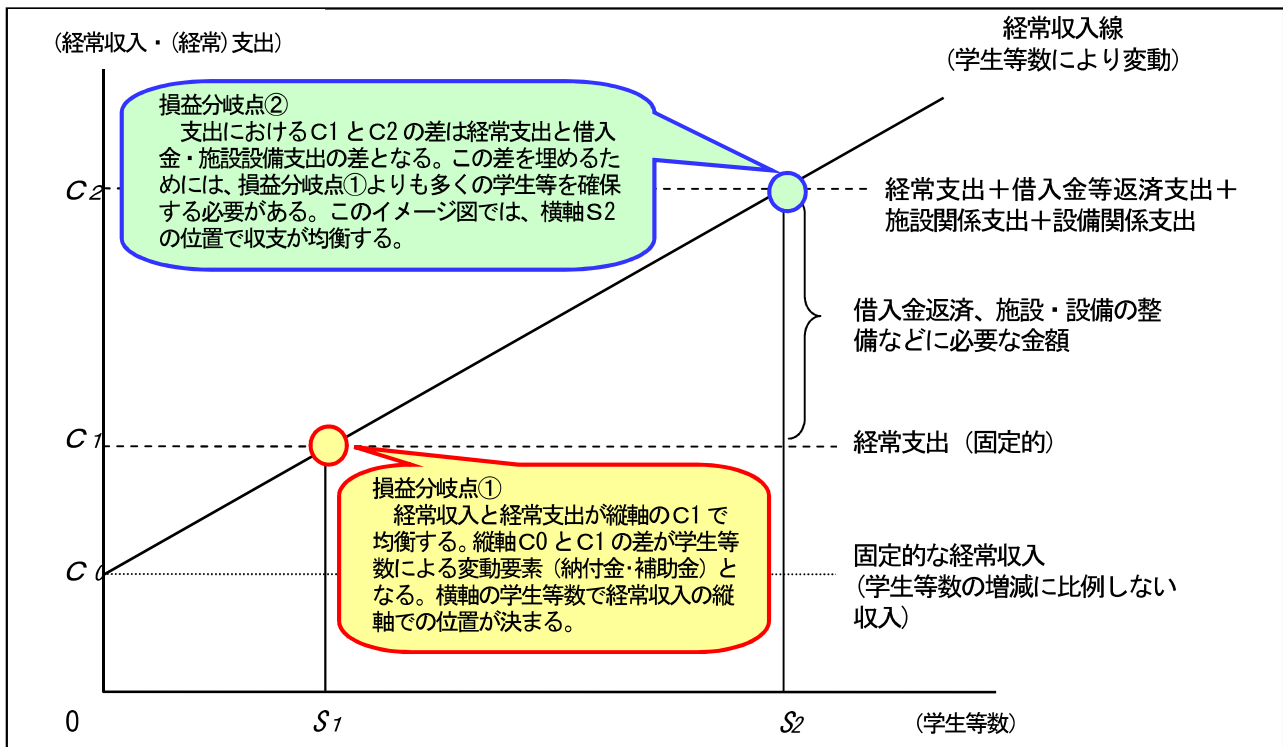 経常収入線
(学生等数により変動)
(経常収入・(経常)支出)
損益分岐点②
支出におけるC1とC2の差は経常支出と借入
金・施設設備支出の差となる。この差を埋めるた
めには、損益分岐点①よりも多くの学生等を確保
する必要がある。このイメージ図では、横軸S2
の位置で収支が均衡する。
C2
経常支出＋借入金等返済支出＋
施設関係支出＋設備関係支出
借入金返済、施設・設備の整
備などに必要な金額
C1
経常支出（固定的）
損益分岐点①
経常収入と経常支出が縦軸のC1で
均衡する。縦軸C0とC1の差が学生等
数による変動要素（納付金・補助金）と
なる。横軸の学生等数で経常収入の縦
軸での位置が決まる。
C0
固定的な経常収入
(学生等数の増減に比例しない
収入)
0
S1
S2
(学生等数)